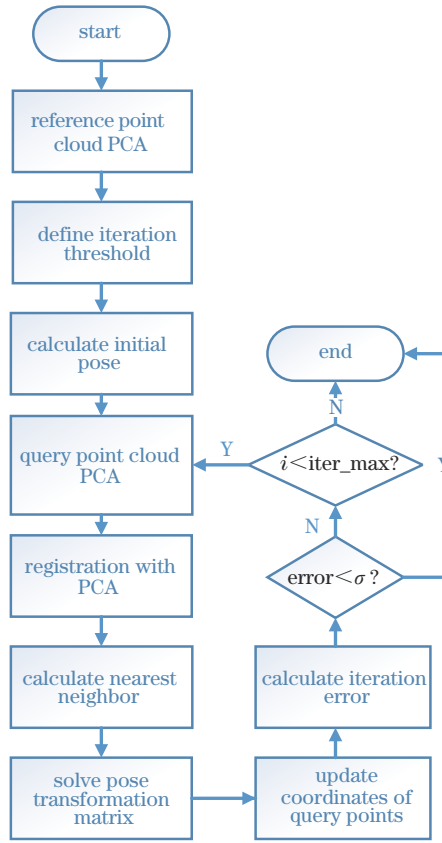 start
reference point
cloud PCA
define iteration
threshold
calculate initial
pose
query point cloud
PCA
registration with
PCA
calculate nearest
neighbor
solve pose
transformation
matrix
update
coordinates of
query points
calculate iteration
error
error<σ?
N
Y
i<iter_max?
Y
N
end